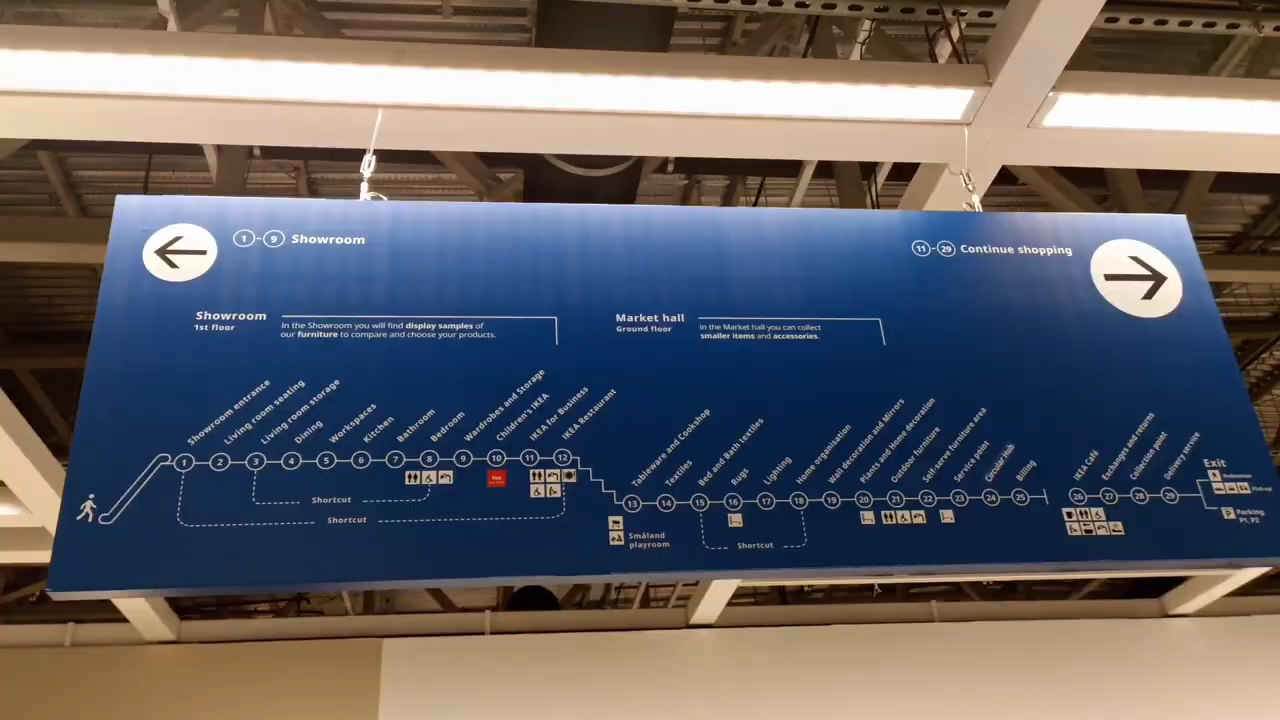 1 - 9 Showroom
11 - 29 Continue shopping
Showroom
1st floor
In the Showroom you will find display samples of
our furniture to compare and choose your products.
Market hall
Ground floor
In the Market hall you can collect
smaller items and accessories.
Showroom entrance
Living room seating
Living room storage
Dining
Workspaces
Kitchen
Bathroom
Bedroom
Wardrobes and Storage
Children's IKEA
IKEA for Business
IKEA Restaurant
1 2 3 4 5 6 7 8 9 10 11 12
Shortcut
Shortcut
Tableware and Cookshop
Textiles
Bed and Bath textiles
Rugs
Lighting
Home organisation
Wall decoration and Mirrors
Plants and Home decoration
Outdoor furniture
Self-serve furniture area
Service point
Circular Hub
Billing
13 14 15 16 17 18 19 20 21 22 23 24 25
Småland
playroom
Shortcut
IKEA Café
Exchanges and returns
Collection point
Delivery service
26 27 28 29
Exit
Pedestrian
Pick-up
P
Parking
P1, P2